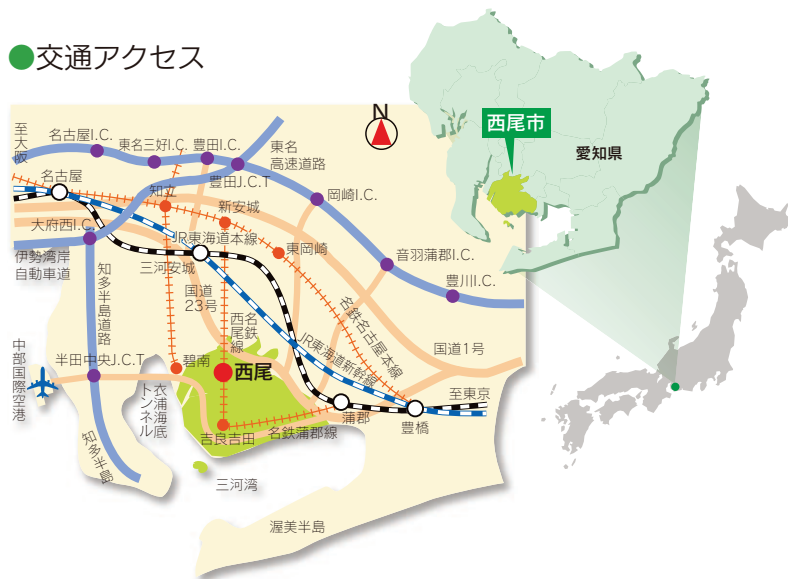 ●交通アクセス
N
西尾市
愛知県
至大阪
名古屋I.C.
東名三好I.C.
豊田I.C.
東名
高速道路
名古屋
豊田J.C.T
知立
岡崎I.C.
新安城
大府西I.C.
JR東海道本線
東岡崎
音羽蒲郡I.C.
伊勢湾岸
自動車道
三河安城
豊川I.C.
知多半島道路
国道
23号
名鉄
西尾線
名鉄名古屋本線
JR東海道新幹線
国道1号
中部国際空港
半田中央J.C.T
碧南
西尾
至東京
衣浦海底
トンネル
蒲郡
豊橋
吉良吉田
名鉄蒲郡線
知多半島
三河湾
渥美半島